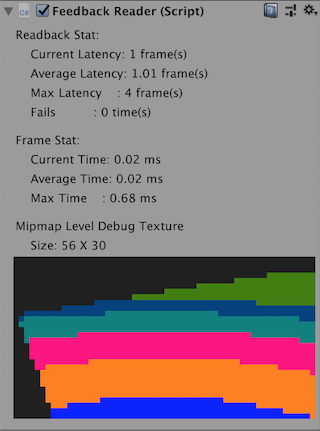 Feedback Reader (Script)
Readback Stat:
Current Latency: 1 frame(s)
Average Latency: 1.01 frame(s)
Max Latency : 4 frame(s)
Fails : 0 time(s)
Frame Stat:
Current Time: 0.02 ms
Average Time: 0.02 ms
Max Time : 0.68 ms
Mipmap Level Debug Texture
Size: 56 X 30